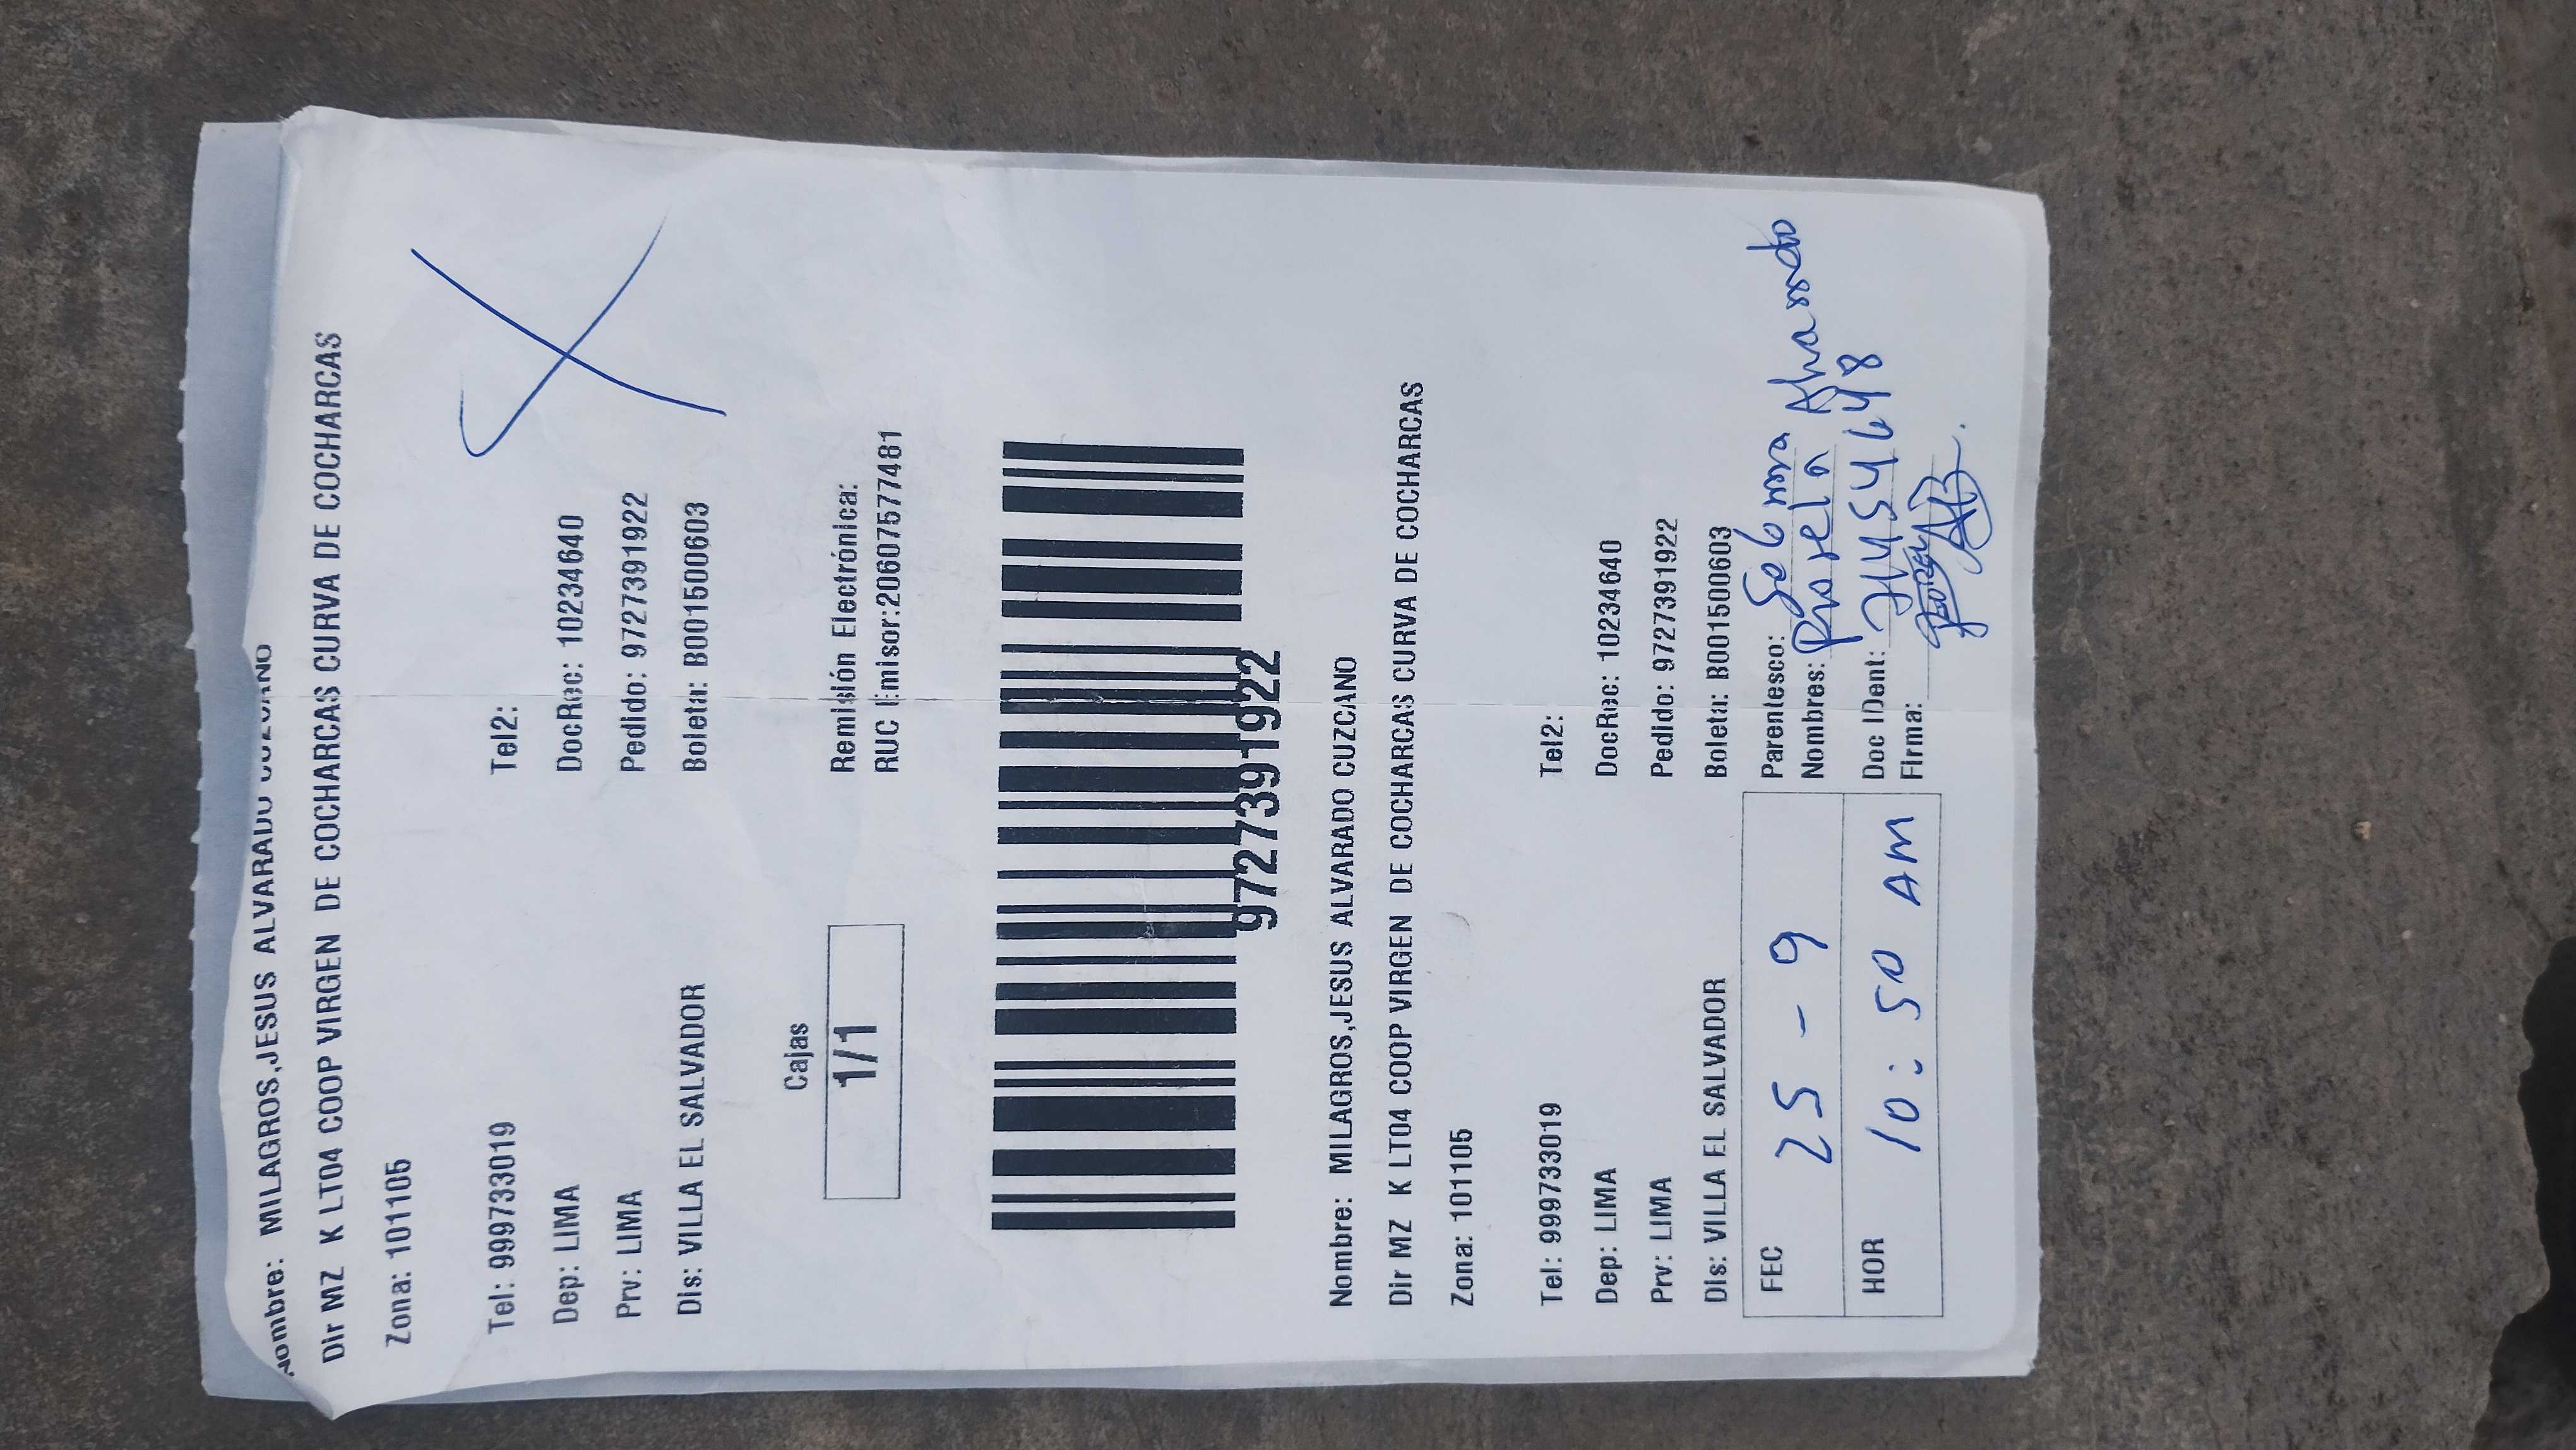 Nombre: MILAGROS,JESUS ALVARADO CUZCANO
Dir MZ K LT04 COOP VIRGEN DE COCHARCAS CURVA DE COCHARCAS
Zona: 101105
Tel: 999733019 Tel2:
Dep: LIMA DocRec: 10234640
Prv: LIMA Pedido: 9727391922
Dis: VILLA EL SALVADOR Boleta: B001500603
Cajas Remisión Electrónica:
1/1 RUC Emisor:20607577481
9727391922
Nombre: MILAGROS,JESUS ALVARADO CUZCANO
Dir MZ K LT04 COOP VIRGEN DE COCHARCAS CURVA DE COCHARCAS
Zona: 101105
Tel: 999733019 Tel2:
Dep: LIMA DocRec: 10234640
Prv: LIMA Pedido: 9727391922
Dis: VILLA EL SALVADOR Boleta: B001500603
FEC 25 - 9 Parentesco:
Nombres: Alvarado
HOR 10:50 AM Doc IDent:
Firma: